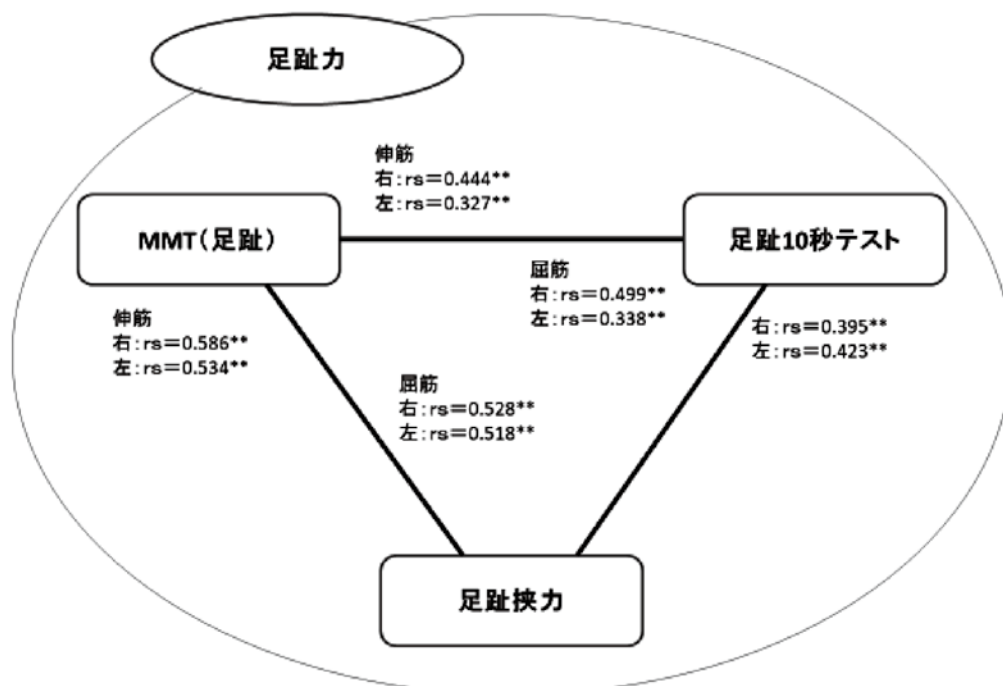 足趾力
伸筋
右:rs=0.444**
左:rs=0.327**
MMT(足趾)
足趾10秒テスト
屈筋
右:rs=0.499**
左:rs=0.338**
伸筋
右:rs=0.586**
左:rs=0.534**
右:rs=0.395**
左:rs=0.423**
屈筋
右:rs=0.528**
左:rs=0.518**
足趾挟力